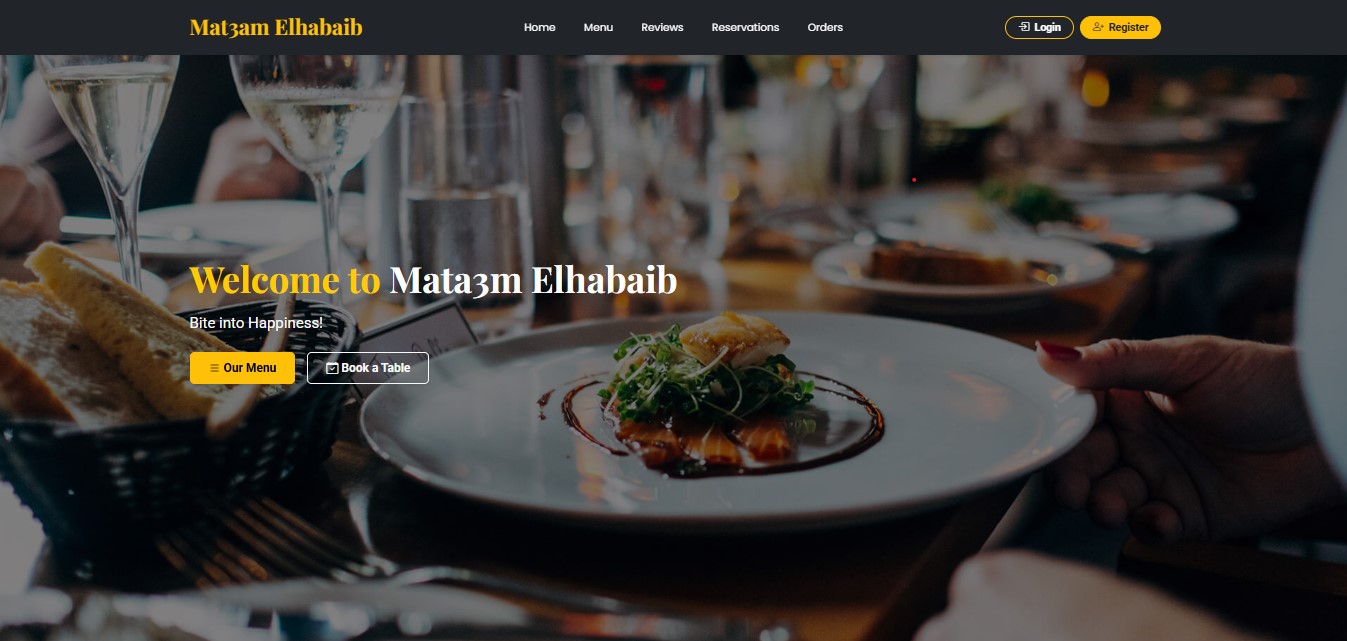 Mat3am Elhabaib
Home Menu Reviews Reservations Orders
Login Register
Welcome to Mata3m Elhabaib
Bite into Happiness!
Our Menu Book a Table